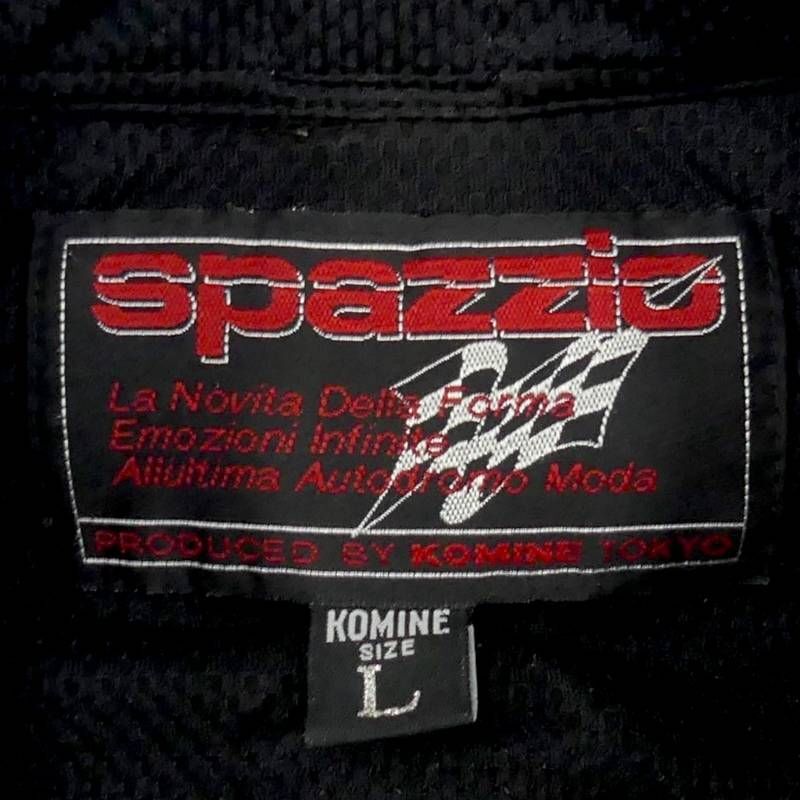 spazzio
La Novita Della Forma
Emozioni Infinite
Allultima Autodromo Moda
PRODUCED BY KOMINE TOKYO
KOMINE
SIZE
L